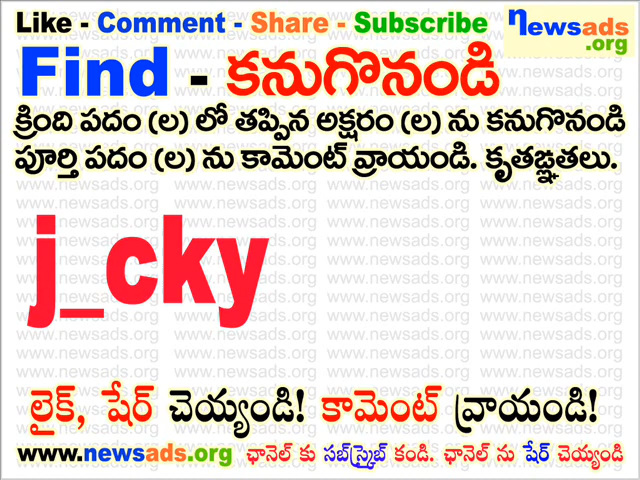 Like - Comment - Share - Subscribe
newsads
.org
Find - కనుగొనండి
క్రింది పదం (ల) లో తప్పిన అక్షరం (ల) ను కనుగొనండి
పూర్తి పదం (ల) ను కామెంట్ వ్రాయండి. కృతజ్ఞతలు.
j_cky
లైక్, షేర్ చెయ్యండి! కామెంట్ వ్రాయండి!
www.newsads.org ఛానెల్ కు సబ్‌స్క్రైబ్ కండి. ఛానెల్ ను షేర్ చెయ్యండి